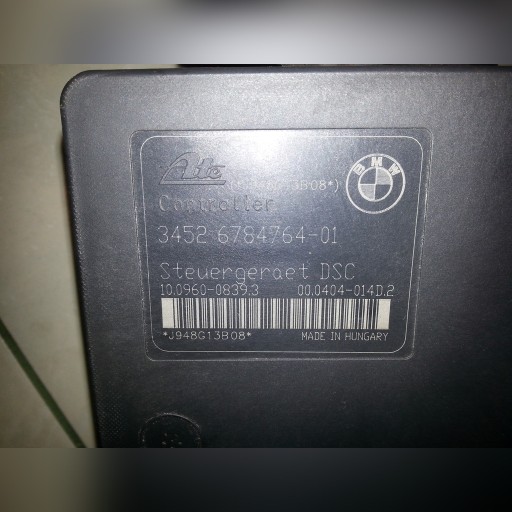 Ate
BMW
Controller
3452 6784764-01
Steuergeraet DSC
10.0960-0839.3 00.0404-014D.2
*J948G13B08*
MADE IN HUNGARY